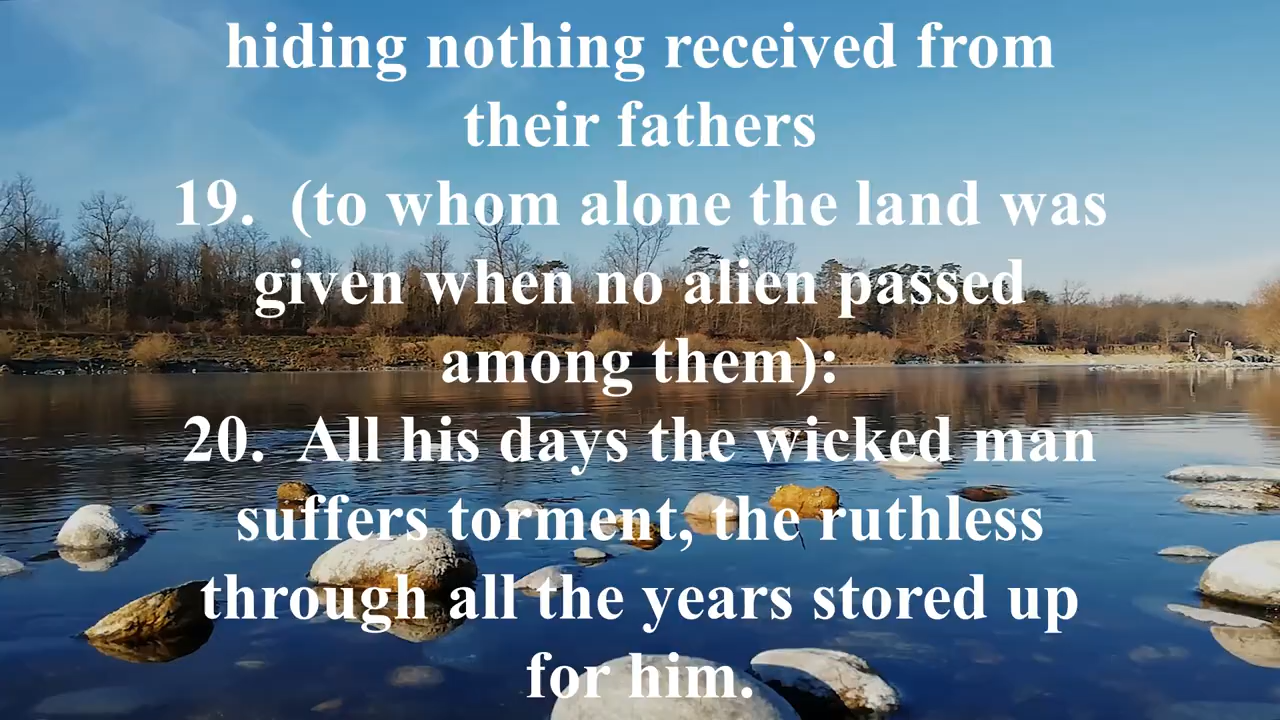 hiding nothing received from
their fathers
19.  (to whom alone the land was
given when no alien passed
among them):
20.  All his days the wicked man
suffers torment, the ruthless
through all the years stored up
for him.